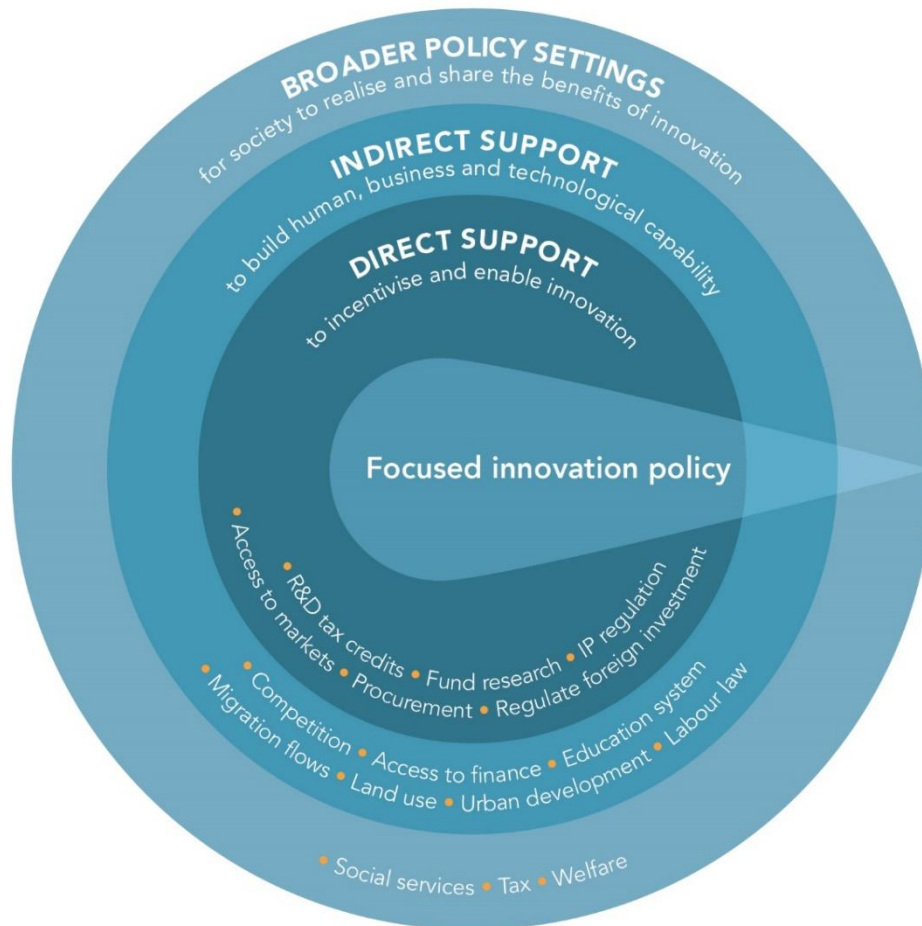 BROADER POLICY SETTINGS
for society to realise and share the benefits of innovation
INDIRECT SUPPORT
to build human, business and technological capability
DIRECT SUPPORT
to incentivise and enable innovation
Focused innovation policy
• R&D tax credits • Fund research • IP regulation
• Access to markets • Procurement • Regulate foreign investment
• Competition • Access to finance • Education system
• Migration flows • Land use • Urban development • Labour law
• Social services • Tax • Welfare